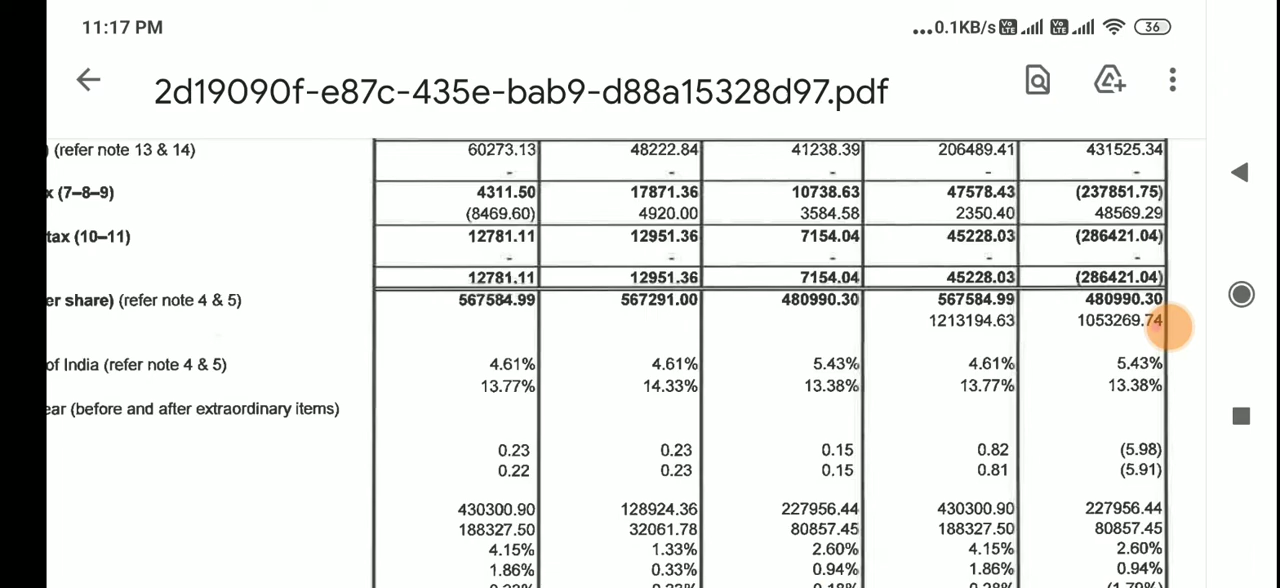 11:17 PM ...0.1KB/s Vo LTE Vo LTE 36
2d19090f-e87c-435e-bab9-d88a15328d97.pdf
) (refer note 13 & 14) 60273.13 48222.84 41238.39 206489.41 431525.34
- - - - -
x (7–8–9) 4311.50 17871.36 10738.63 47578.43 (237851.75)
(8469.60) 4920.00 3584.58 2350.40 48569.29
tax (10–11) 12781.11 12951.36 7154.04 45228.03 (286421.04)
- - - - -
12781.11 12951.36 7154.04 45228.03 (286421.04)
er share) (refer note 4 & 5) 567584.99 567291.00 480990.30 567584.99 480990.30
1213194.63 1053269.74
of India (refer note 4 & 5) 4.61% 4.61% 5.43% 4.61% 5.43%
13.77% 14.33% 13.38% 13.77% 13.38%
ear (before and after extraordinary items)
0.23 0.23 0.15 0.82 (5.98)
0.22 0.23 0.15 0.81 (5.91)
430300.90 128924.36 227956.44 430300.90 227956.44
188327.50 32061.78 80857.45 188327.50 80857.45
4.15% 1.33% 2.60% 4.15% 2.60%
1.86% 0.33% 0.94% 1.86% 0.94%